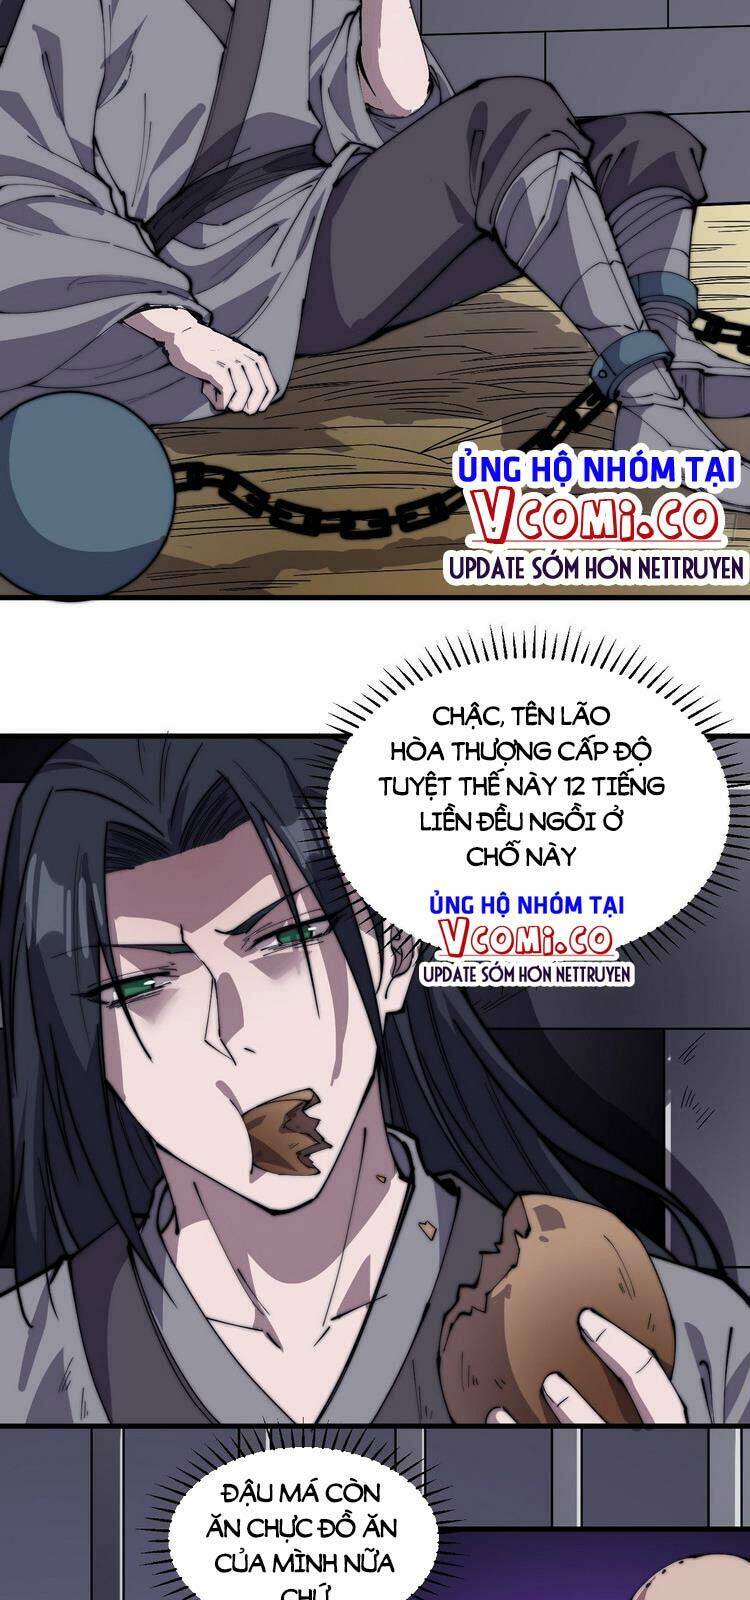 ỦNG HỘ NHÓM TẠI
VCOMI.CO
UPDATE SỚM HƠN NETTRUYEN
CHẬC, TÊN LÃO
HÒA THƯỢNG CẤP ĐỘ
TUYỆT THẾ NÀY 12 TIẾNG
LIỀN ĐỀU NGỒI Ở
CHỖ NÀY
ỦNG HỘ NHÓM TẠI
VCOMI.CO
UPDATE SỚM HƠN NETTRUYEN
ĐẬU MÁ CÒN
ĂN CHỰC ĐỒ ĂN
CỦA MÌNH NỮA
CHỨ